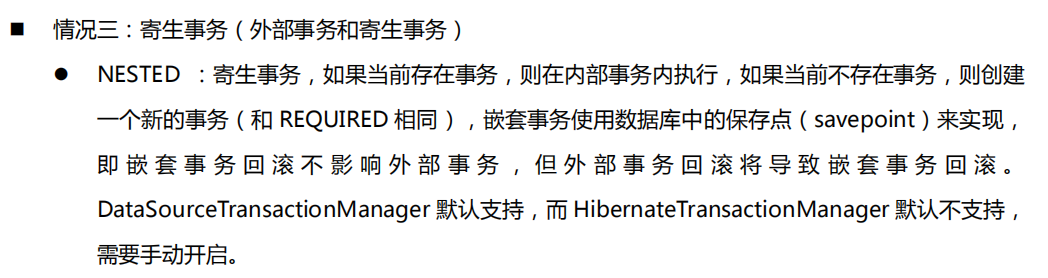 ■ 情况三：寄生事务（外部事务和寄生事务）
● NESTED ：寄生事务，如果当前存在事务，则在内部事务内执行，如果当前不存在事务，则创建
一个新的事务（和 REQUIRED 相同），嵌套事务使用数据库中的保存点（savepoint）来实现，
即嵌套事务回滚不影响外部事务，但外部事务回滚将导致嵌套事务回滚。
DataSourceTransactionManager 默认支持，而 HibernateTransactionManager 默认不支持，
需要手动开启。